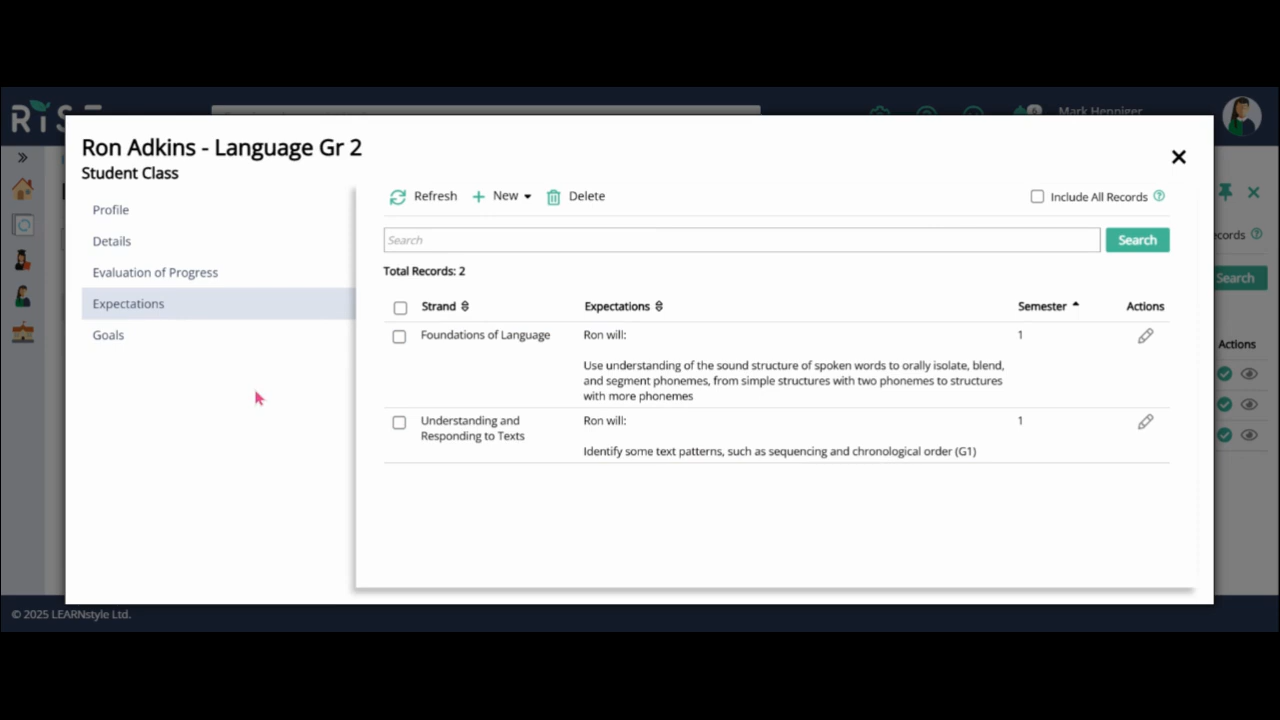 RISE
Mark Henniger
Ron Adkins - Language Gr 2
Student Class
Profile
Details
Evaluation of Progress
Expectations
Goals
Refresh
New
Delete
Include All Records
Search
Search
Total Records: 2
Strand
Expectations
Semester
Actions
Foundations of Language
Ron will:
1
Use understanding of the sound structure of spoken words to orally isolate, blend,
and segment phonemes, from simple structures with two phonemes to structures
with more phonemes
Understanding and
Responding to Texts
Ron will:
1
Identify some text patterns, such as sequencing and chronological order (G1)
Search
Actions
© 2025 LEARNstyle Ltd.